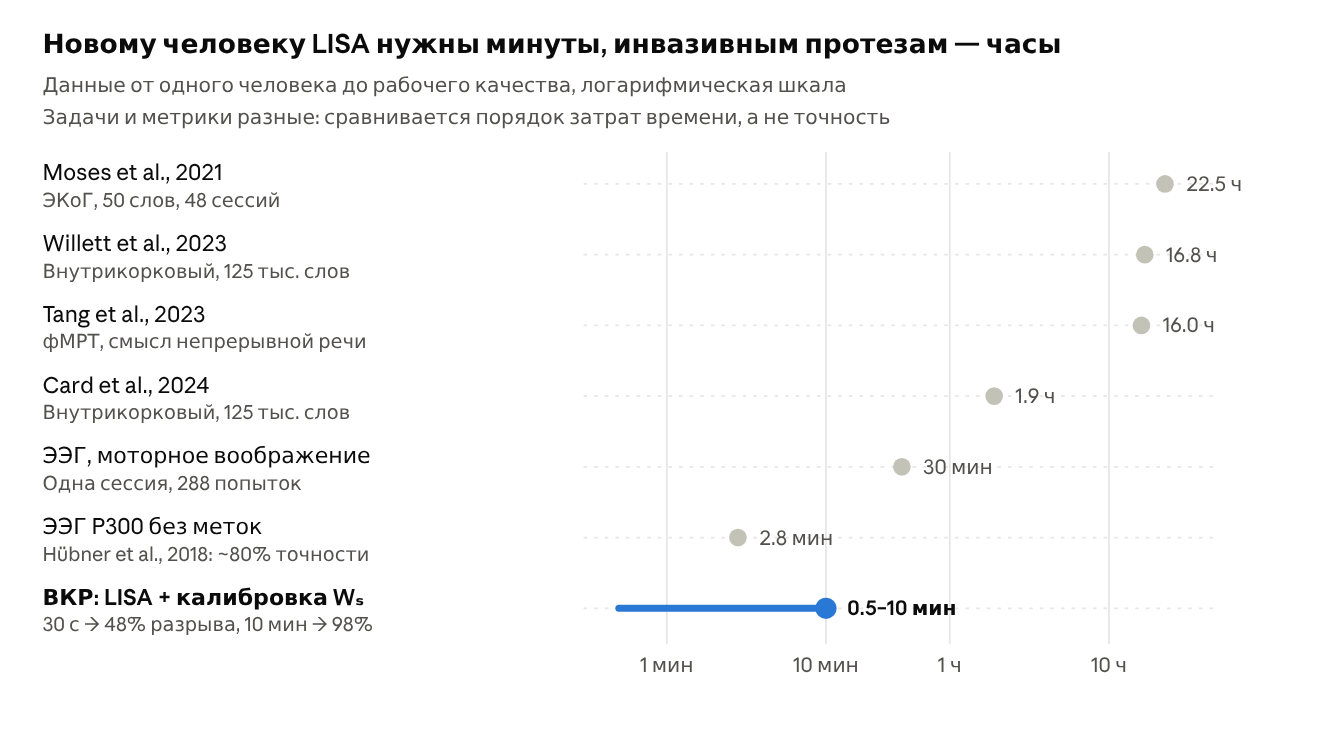 Новому человеку LISA нужны минуты, инвазивным протезам — часы
Данные от одного человека до рабочего качества, логарифмическая шкала
Задачи и метрики разные: сравнивается порядок затрат времени, а не точность
Moses et al., 2021
ЭКоГ, 50 слов, 48 сессий
22.5 ч
Willett et al., 2023
Внутрикорковый, 125 тыс. слов
16.8 ч
Tang et al., 2023
фМРТ, смысл непрерывной речи
16.0 ч
Card et al., 2024
Внутрикорковый, 125 тыс. слов
1.9 ч
ЭЭГ, моторное воображение
Одна сессия, 288 попыток
30 мин
ЭЭГ P300 без меток
Hübner et al., 2018: ~80% точности
2.8 мин
ВКР: LISA + калибровка Wₛ
30 с → 48% разрыва, 10 мин → 98%
0.5–10 мин
1 мин 10 мин 1 ч 10 ч